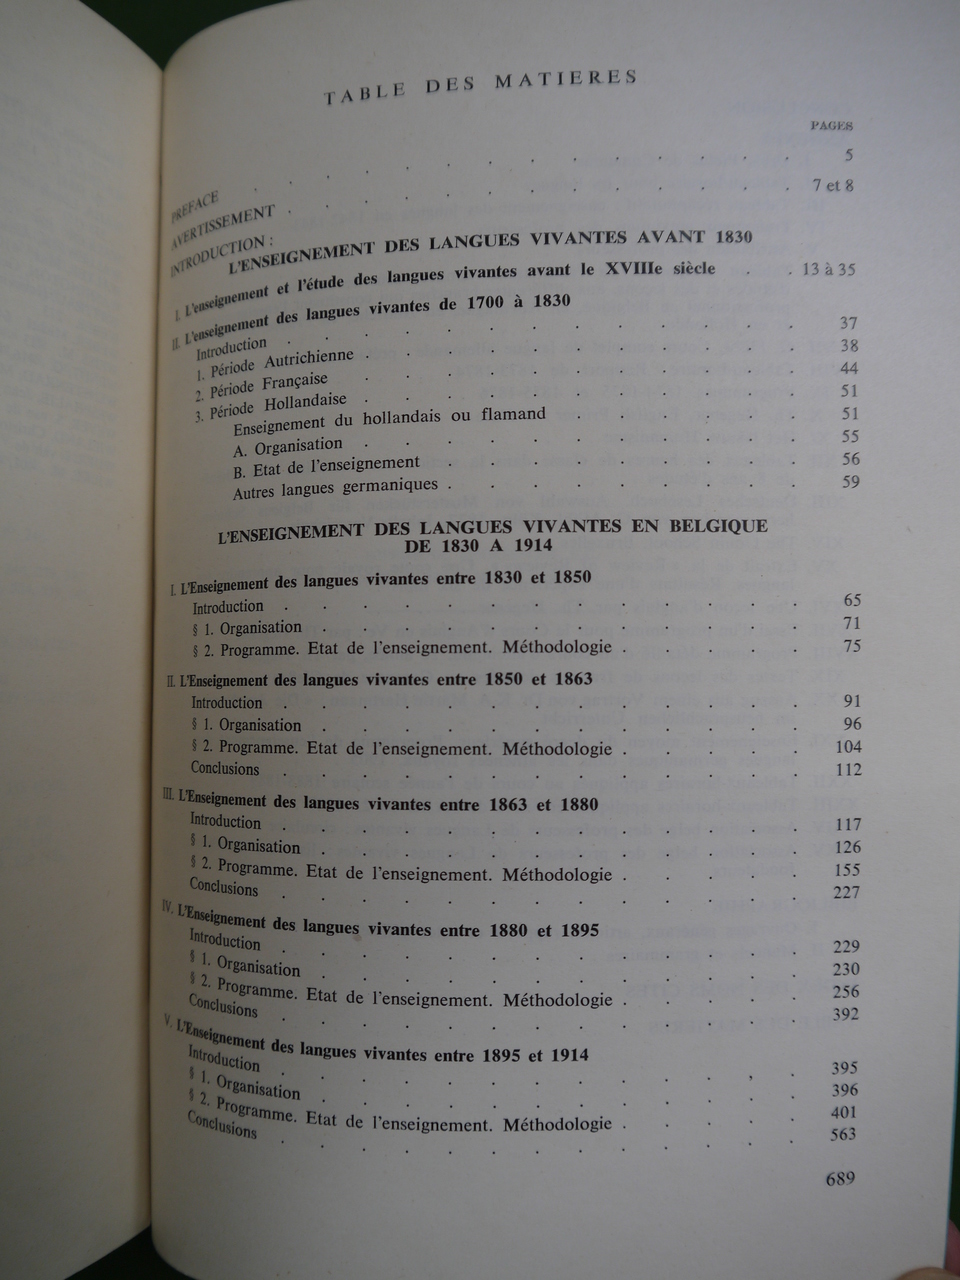 TABLE DES MATIERES
PAGES
PREFACE . . . . . . . . . . 5
AVERTISSEMENT . . . . . . . . . . 7 et 8
INTRODUCTION :
L'ENSEIGNEMENT DES LANGUES VIVANTES AVANT 1830
I. L'enseignement et l'étude des langues vivantes avant le XVIIIe siècle . . 13 à 35
II. L'enseignement des langues vivantes de 1700 à 1830
Introduction . . . . . . . 37
1. Période Autrichienne . . . . . . 38
2. Période Française . . . . . . 44
3. Période Hollandaise . . . . . . 51
Enseignement du hollandais ou flamand . . . . 51
A. Organisation . . . . . . 55
B. Etat de l'enseignement . . . . . 56
Autres langues germaniques . . . . . 59
L'ENSEIGNEMENT DES LANGUES VIVANTES EN BELGIQUE
DE 1830 A 1914
I. L'Enseignement des langues vivantes entre 1830 et 1850
Introduction . . . . . . . . 65
§ 1. Organisation . . . . . . . 71
§ 2. Programme. Etat de l'enseignement. Méthodologie . . . . 75
II. L'Enseignement des langues vivantes entre 1850 et 1863
Introduction . . . . . . . . 91
§ 1. Organisation . . . . . . . 96
§ 2. Programme. Etat de l'enseignement. Méthodologie . . . . 104
Conclusions . . . . . . . . 112
III. L'Enseignement des langues vivantes entre 1863 et 1880
Introduction . . . . . . . . 117
§ 1. Organisation . . . . . . . 126
§ 2. Programme. Etat de l'enseignement. Méthodologie . . . . 155
Conclusions . . . . . . . . 227
IV. L'Enseignement des langues vivantes entre 1880 et 1895
Introduction . . . . . . . . 229
§ 1. Organisation . . . . . . . 230
§ 2. Programme. Etat de l'enseignement. Méthodologie . . . . 256
Conclusions . . . . . . . . 392
V. L'Enseignement des langues vivantes entre 1895 et 1914
Introduction . . . . . . . . 395
§ 1. Organisation . . . . . . . 396
§ 2. Programme. Etat de l'enseignement. Méthodologie . . . . 401
Conclusions . . . . . . . . 563
689